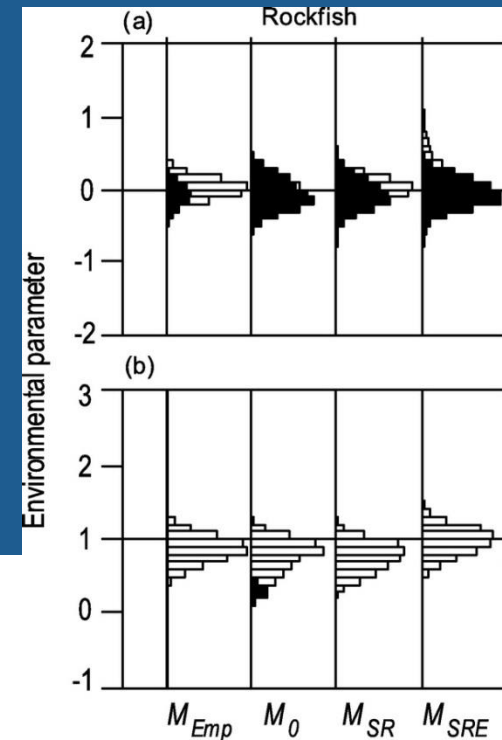 Rockfish
(a)
2
1
0
-1
-2
Environmental parameter
(b)
3
2
1
0
-1
M_Emp M_0 M_SR M_SRE